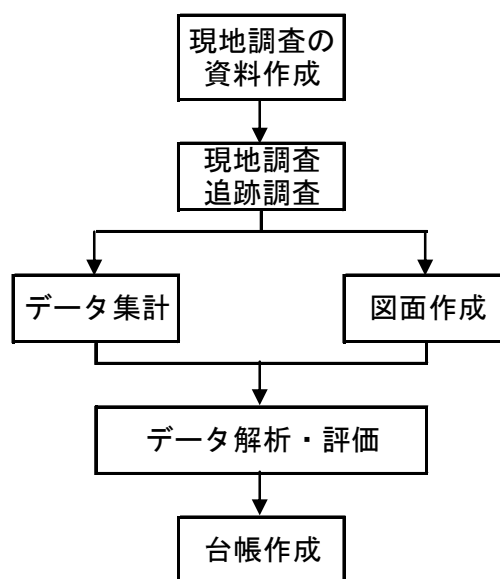 現地調査の
資料作成
現地調査
追跡調査
データ集計
図面作成
データ解析・評価
台帳作成